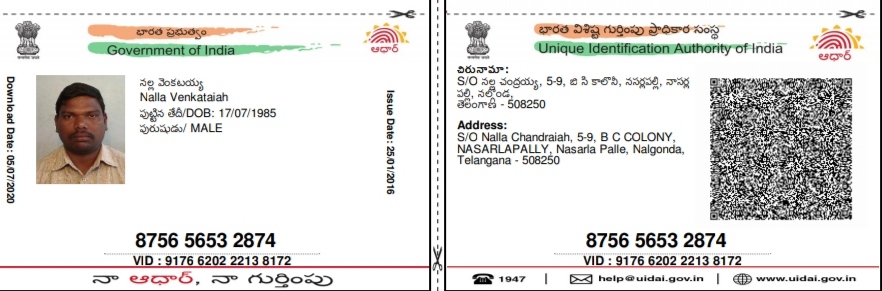 భారత ప్రభుత్వం
Government of India
ఆధార్
Download Date: 05/07/2020
నల్ల వెంకటయ్య
Nalla Venkataiah
పుట్టిన తేదీ/DOB: 17/07/1985
పురుషుడు/ MALE
Issue Date: 25/01/2016
8756 5653 2874
VID : 9176 6202 2213 8172
నా ఆధార్, నా గుర్తింపు
భారత విశిష్ట గుర్తింపు ప్రాధికార సంస్థ
Unique Identification Authority of India
ఆధార్
చిరునామా:
S/O నల్ల చంద్రయ్య, 5-9, బి సి కాలొని, నసర్లపల్లి, నాసర్ల
పల్లి, నల్గొండ,
తెలంగాణ - 508250
Address:
S/O Nalla Chandraiah, 5-9, B C COLONY,
NASARLAPALLY, Nasarla Palle, Nalgonda,
Telangana - 508250
8756 5653 2874
VID : 9176 6202 2213 8172
1947 | help@uidai.gov.in | www.uidai.gov.in